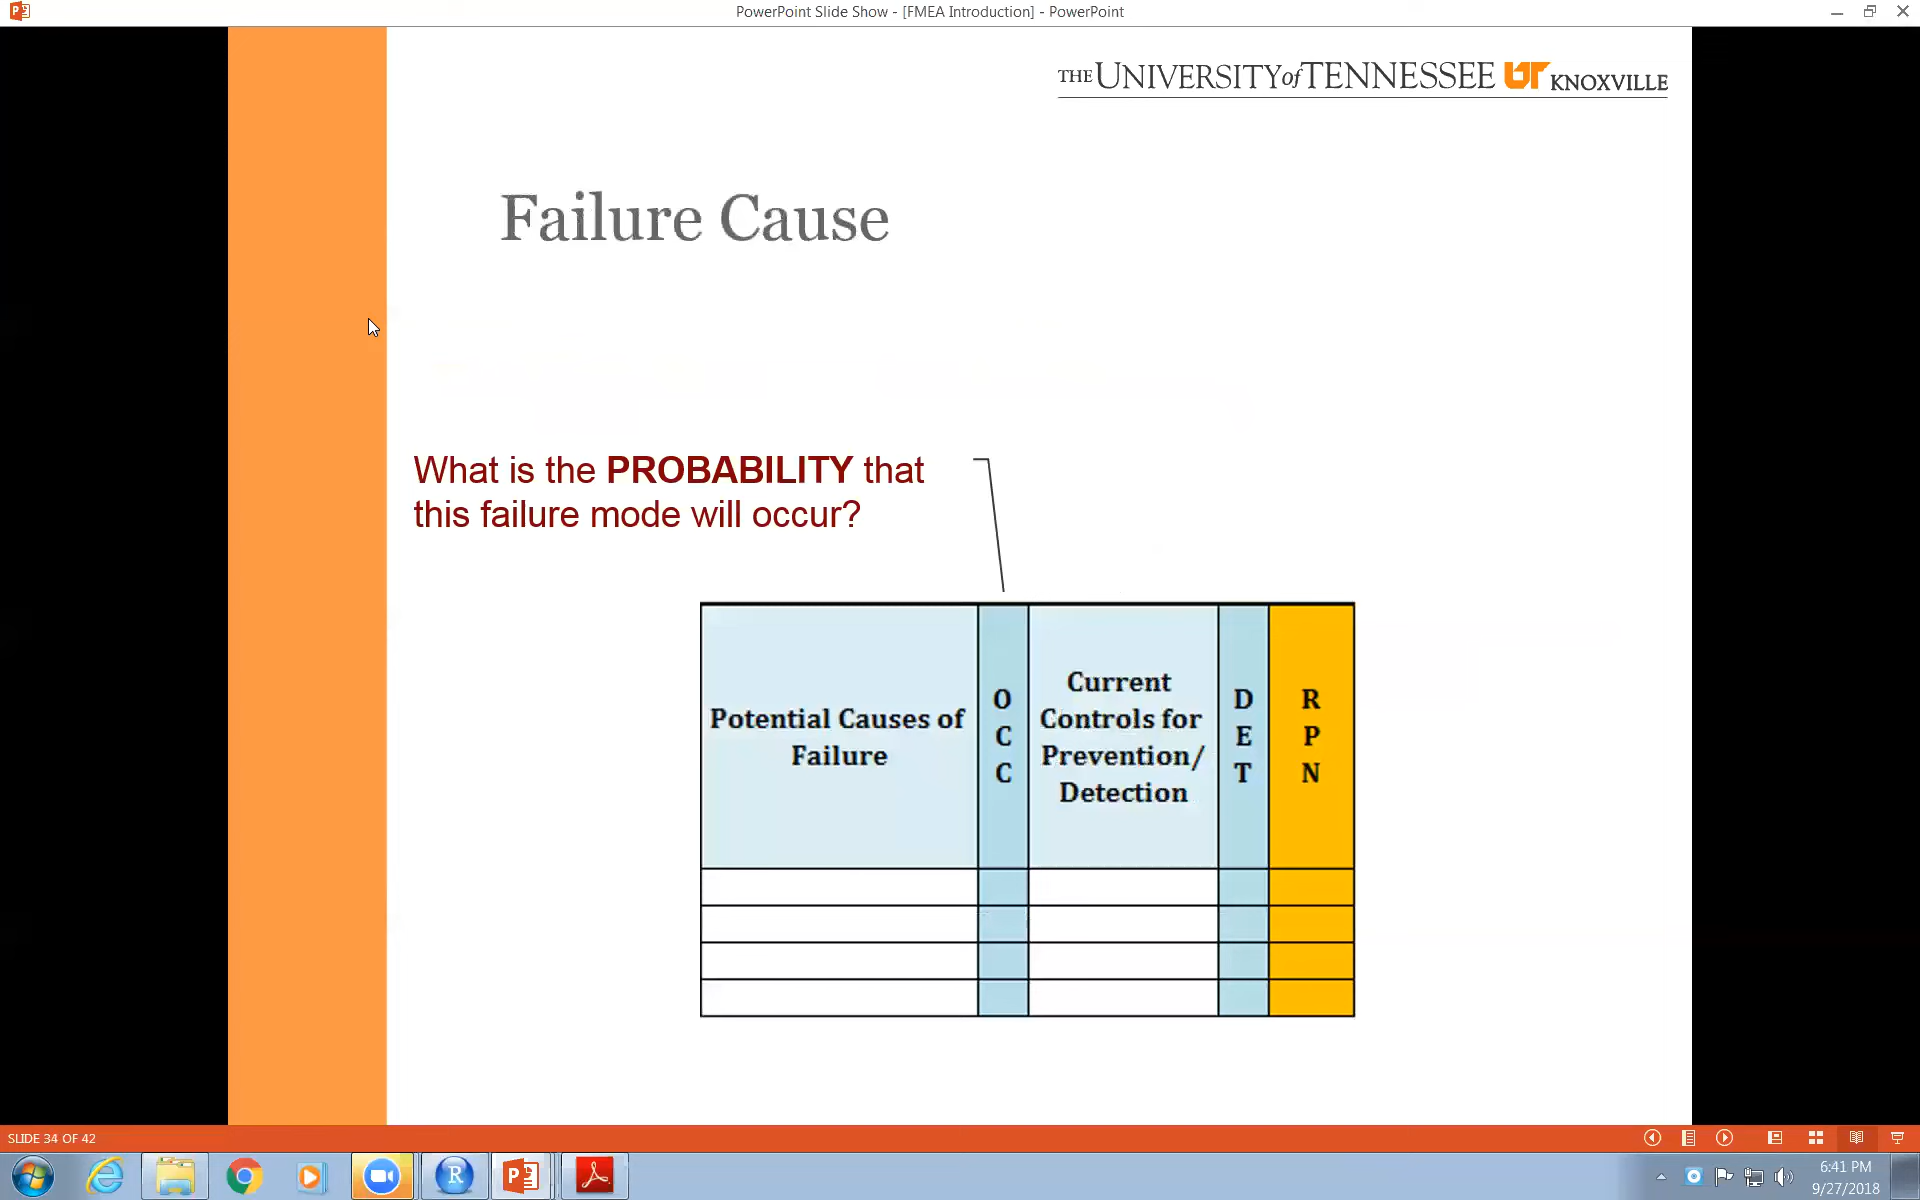 PowerPoint Slide Show - [FMEA Introduction] - PowerPoint
THE UNIVERSITY of TENNESSEE UT KNOXVILLE
Failure Cause
What is the PROBABILITY that
this failure mode will occur?
Potential Causes of
Failure
O
C
C
Current
Controls for
Prevention/
Detection
D
E
T
R
P
N
SLIDE 34 OF 42
6:41 PM
9/27/2018